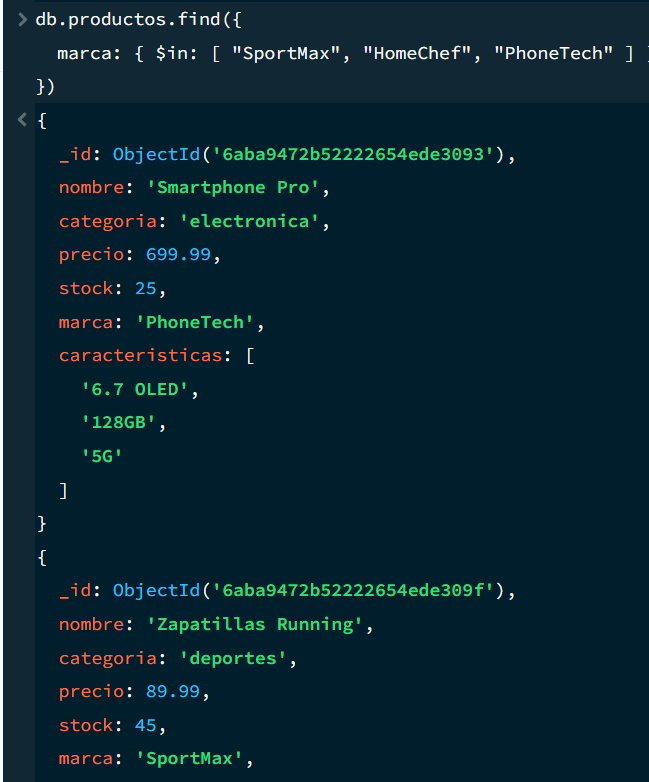 db.productos.find({
marca: { $in: [ "SportMax", "HomeChef", "PhoneTech" ] }
})
{
_id: ObjectId('6aba9472b52222654ede3093'),
nombre: 'Smartphone Pro',
categoria: 'electronica',
precio: 699.99,
stock: 25,
marca: 'PhoneTech',
caracteristicas: [
'6.7 OLED',
'128GB',
'5G'
]
}
{
_id: ObjectId('6aba9472b52222654ede309f'),
nombre: 'Zapatillas Running',
categoria: 'deportes',
precio: 89.99,
stock: 45,
marca: 'SportMax',